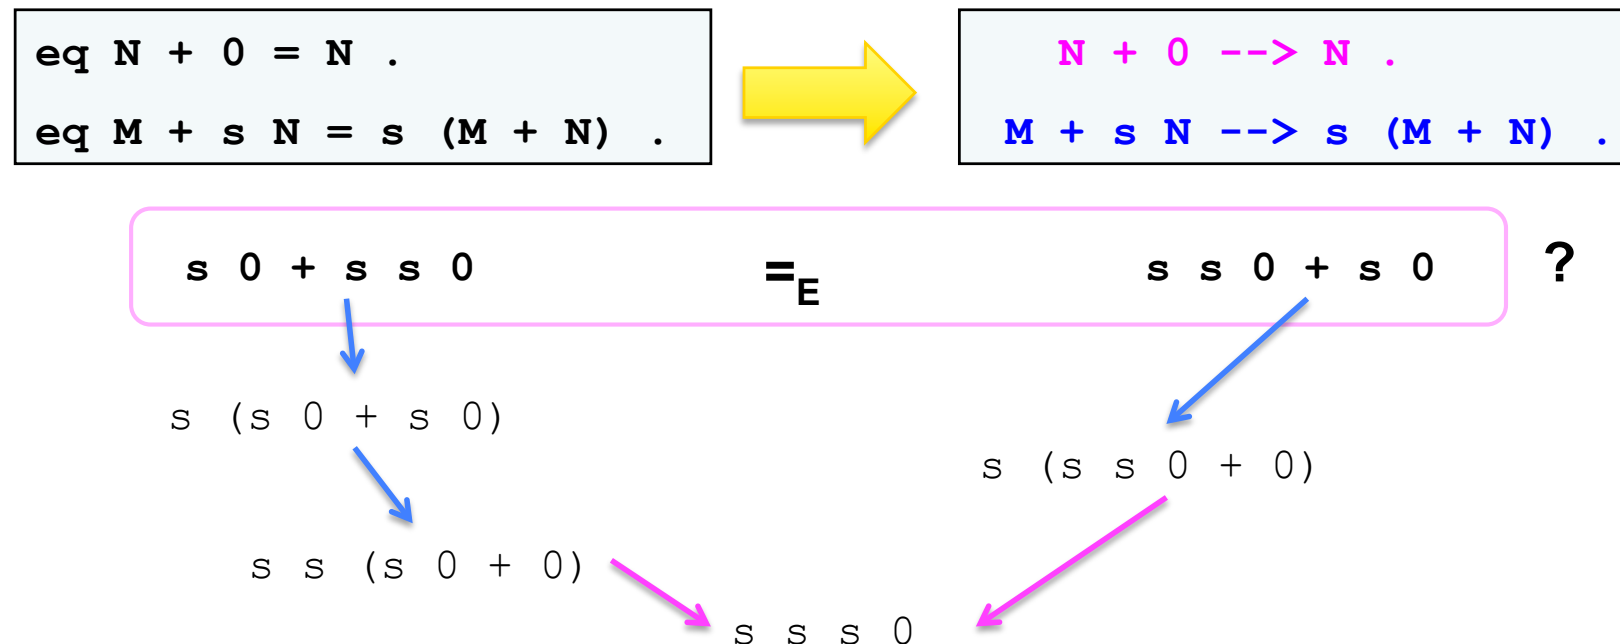 eq N + 0 = N .
eq M + s N = s (M + N) .
N + 0 --> N .
M + s N --> s (M + N) .
s 0 + s s 0 =E s s 0 + s 0 ?
s (s 0 + s 0)
s (s s 0 + 0)
s s (s 0 + 0)
s s s 0